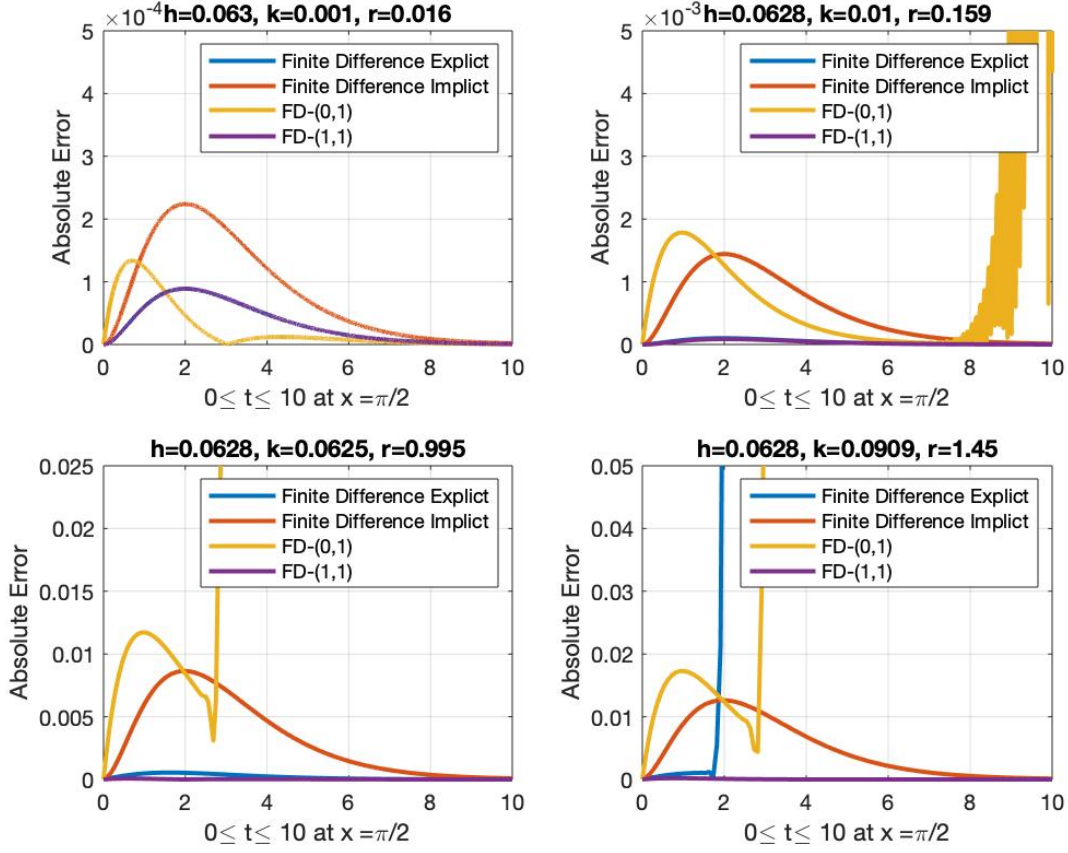 h=0.063, k=0.001, r=0.016
×10⁻⁴
5
4
3
2
1
0
0 2 4 6 8 10
Absolute Error
0≤ t≤ 10 at x =π/2
Finite Difference Explict
Finite Difference Implict
FD-(0,1)
FD-(1,1)
h=0.0628, k=0.01, r=0.159
×10⁻³
5
4
3
2
1
0
0 2 4 6 8 10
Absolute Error
0≤ t≤ 10 at x =π/2
Finite Difference Explict
Finite Difference Implict
FD-(0,1)
FD-(1,1)
h=0.0628, k=0.0625, r=0.995
0.025
0.02
0.015
0.01
0.005
0
0 2 4 6 8 10
Absolute Error
0≤ t≤ 10 at x =π/2
Finite Difference Explict
Finite Difference Implict
FD-(0,1)
FD-(1,1)
h=0.0628, k=0.0909, r=1.45
0.05
0.04
0.03
0.02
0.01
0
0 2 4 6 8 10
Absolute Error
0≤ t≤ 10 at x =π/2
Finite Difference Explict
Finite Difference Implict
FD-(0,1)
FD-(1,1)